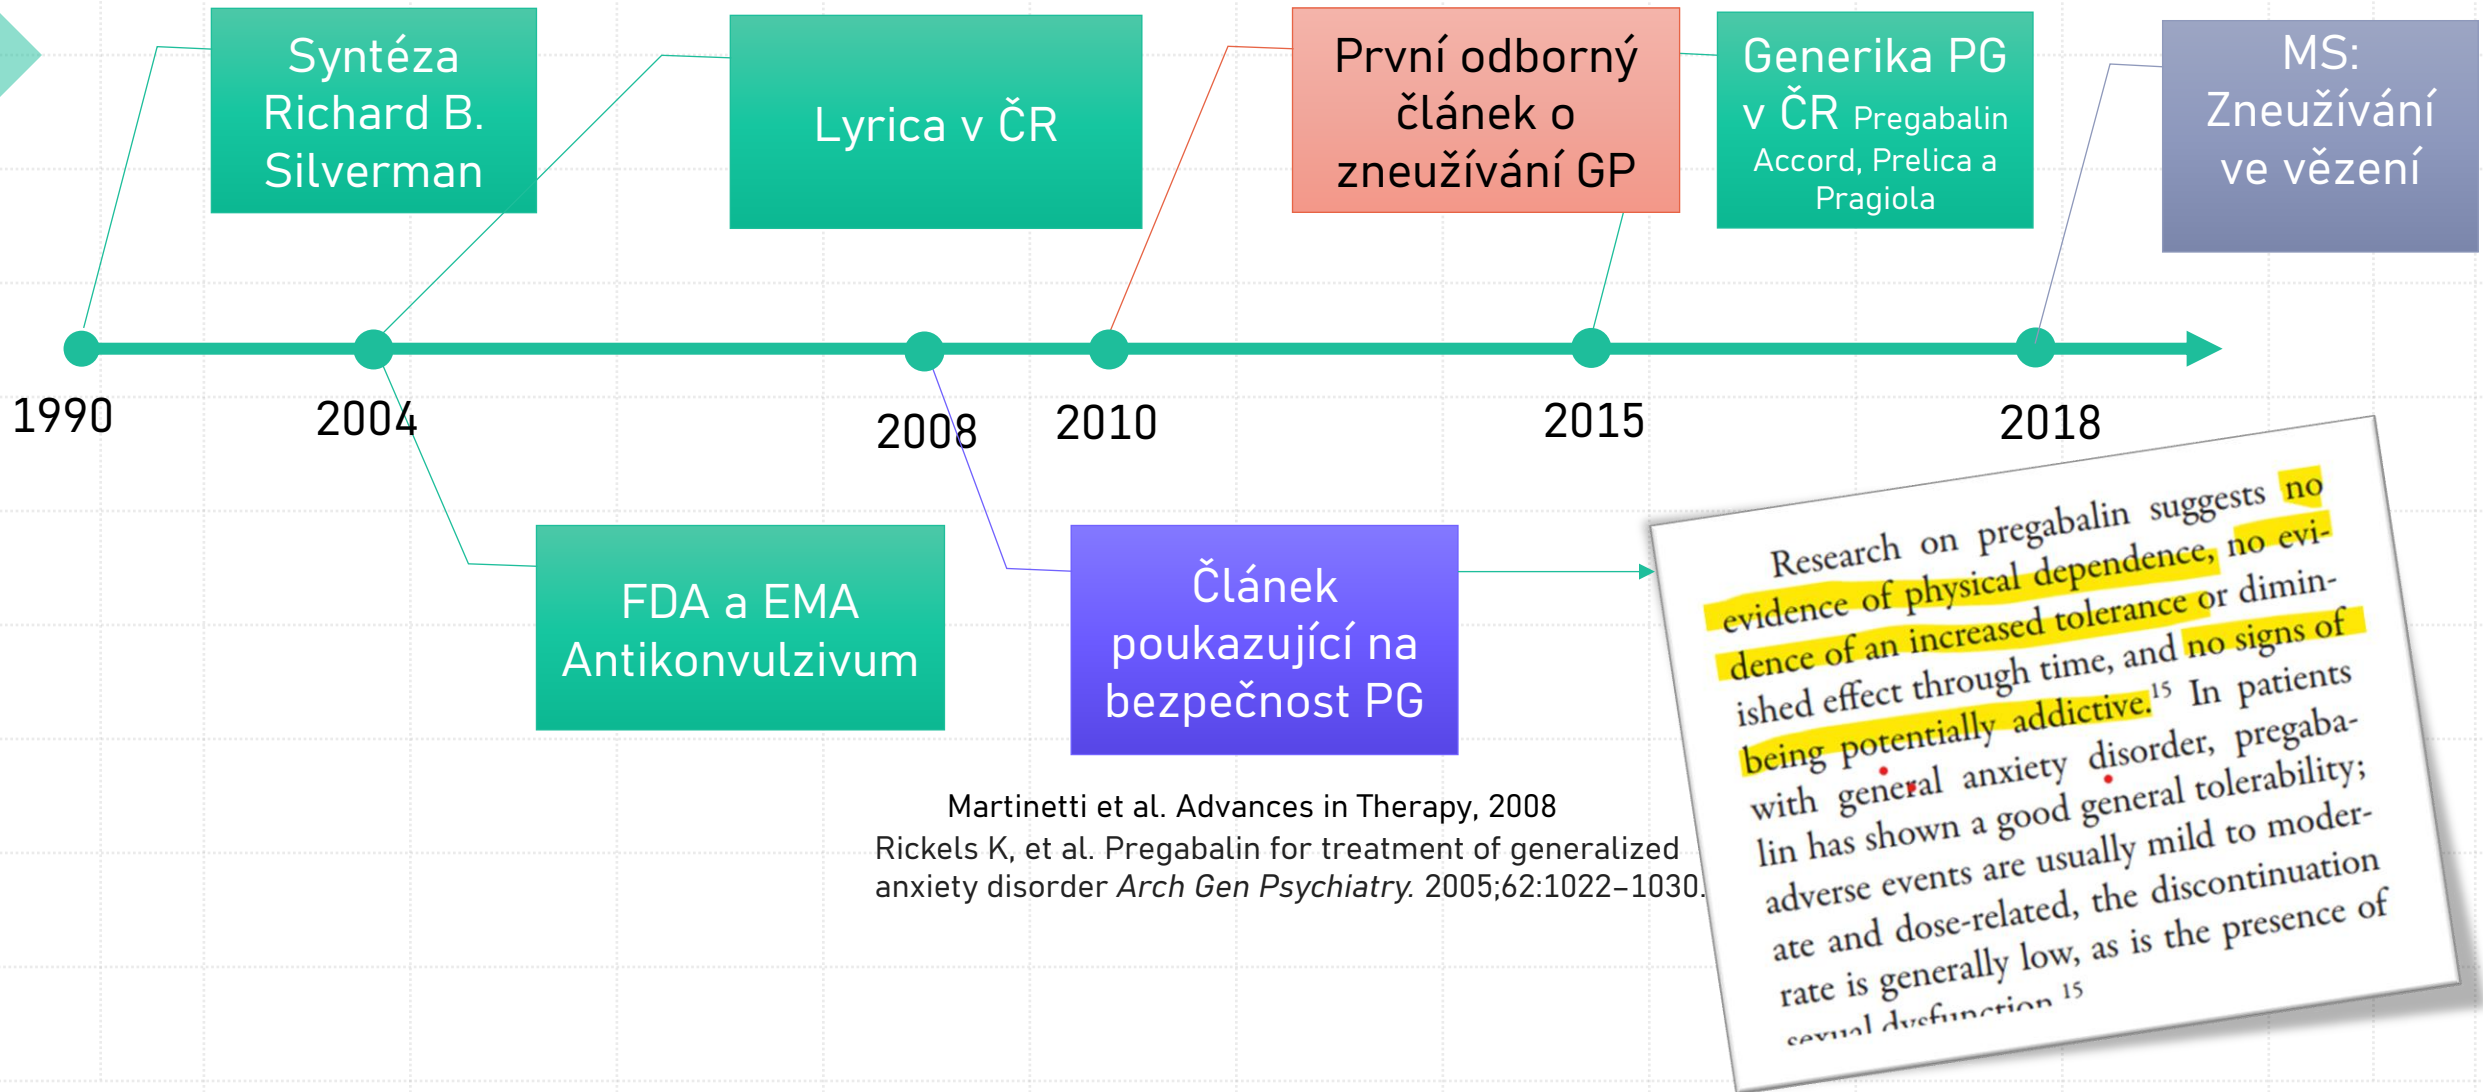 Syntéza
Richard B.
Silverman
Lyrica v ČR
První odborný
článek o
zneužívání GP
Generika PG
v ČR Pregabalin
Accord, Prelica a
Pragiola
MS:
Zneužívání
ve vězení
1990
2004
2008
2010
2015
2018
FDA a EMA
Antikonvulzivum
Článek
poukazující na
bezpečnost PG
Martinetti et al. Advances in Therapy, 2008
Rickels K, et al. Pregabalin for treatment of generalized
anxiety disorder Arch Gen Psychiatry. 2005;62:1022–1030.
Research on pregabalin suggests no
evidence of physical dependence, no evi-
dence of an increased tolerance or dimin-
ished effect through time, and no signs of
being potentially addictive.15 In patients
with general anxiety disorder, pregaba-
lin has shown a good general tolerability;
adverse events are usually mild to moder-
ate and dose-related, the discontinuation
rate is generally low, as is the presence of
sexual dysfunction 15